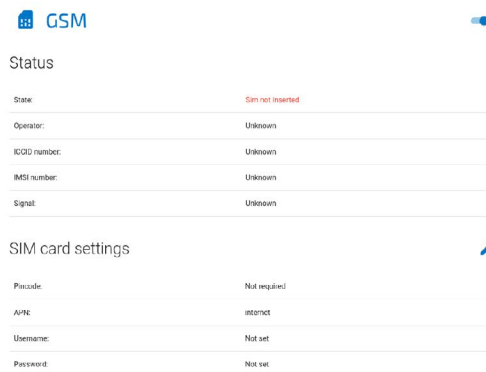 GSM
Status
State: Sim not inserted
Operator: Unknown
ICCID number: Unknown
IMSI number: Unknown
Signal: Unknown
SIM card settings
Pincode: Not required
APN: internet
Username: Not set
Password: Not set